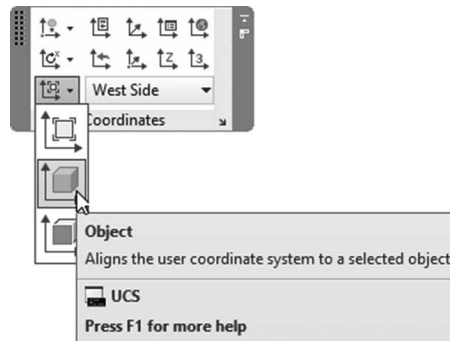 West Side
Coordinates
Object
Aligns the user coordinate system to a selected object
UCS
Press F1 for more help